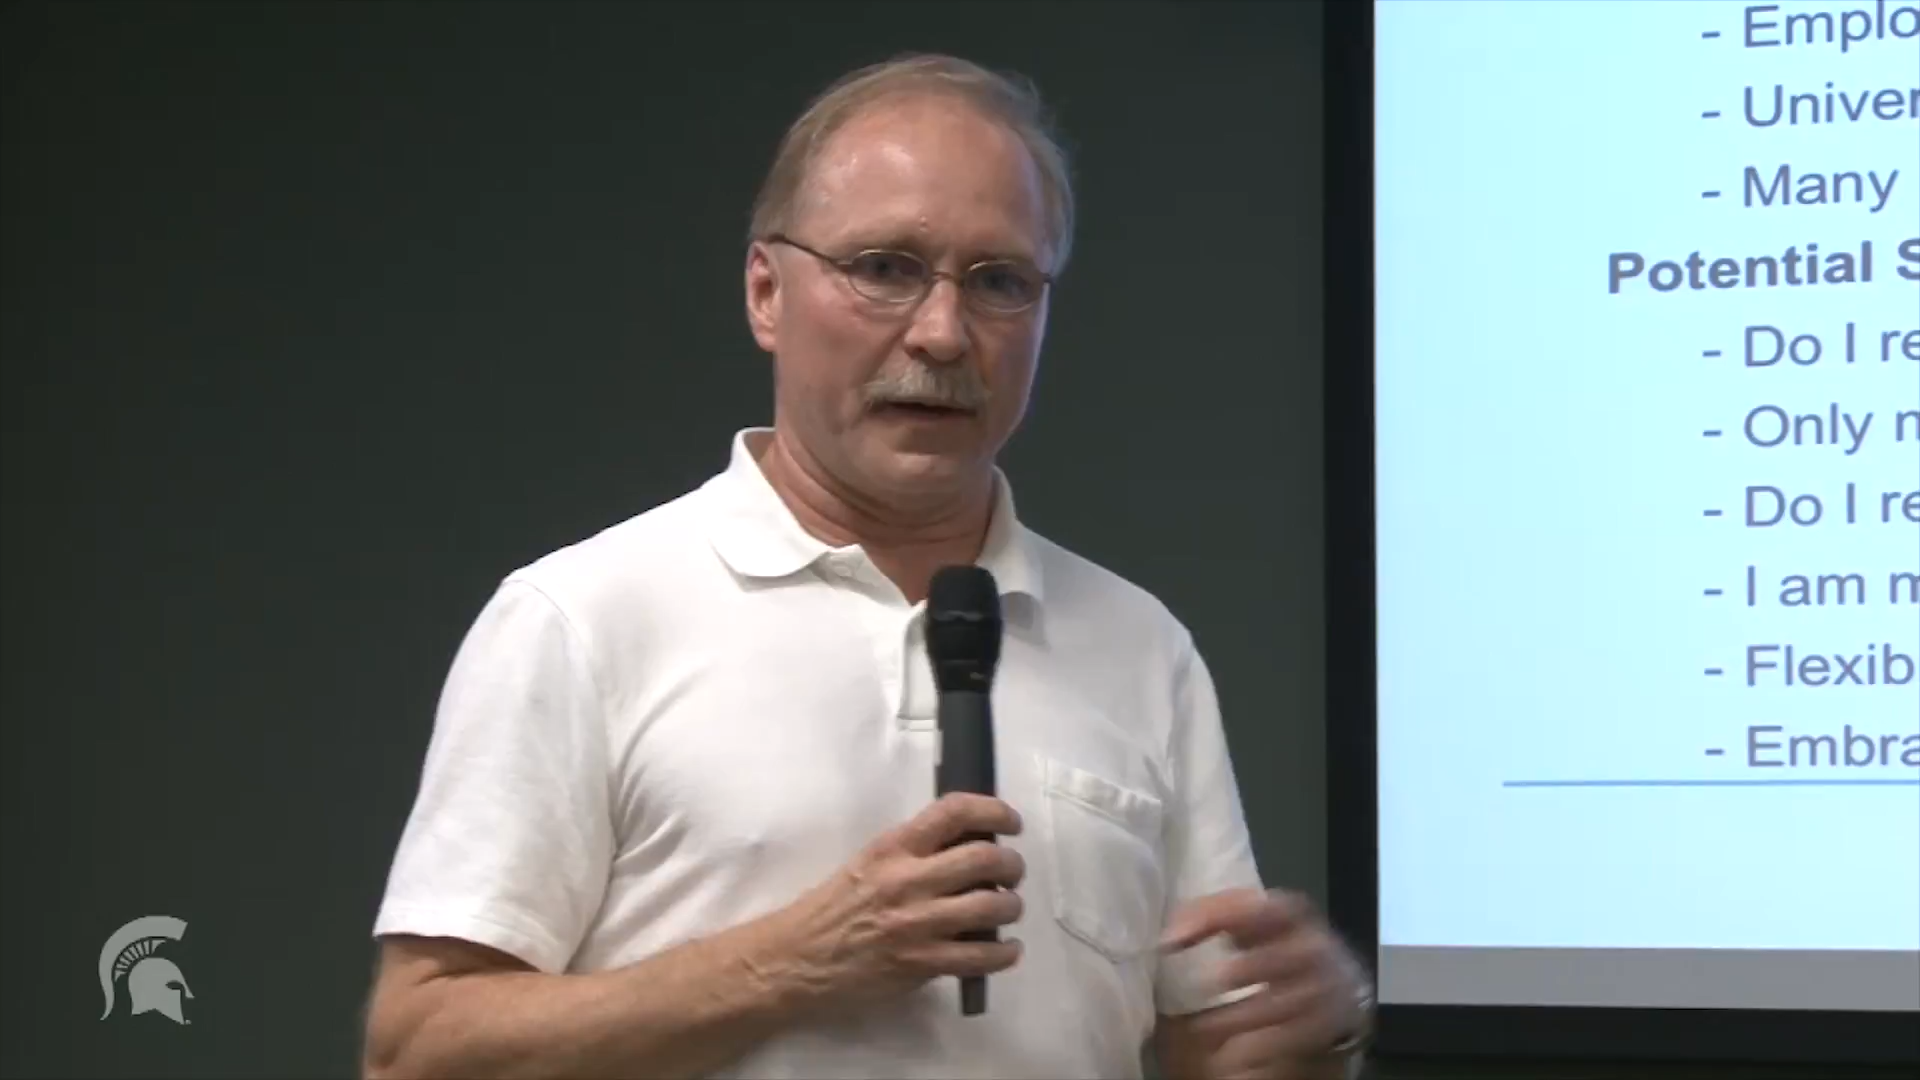 - Emplo
- Univer
- Many
Potential S
- Do I re
- Only n
- Do I re
- I am m
- Flexib
- Embra